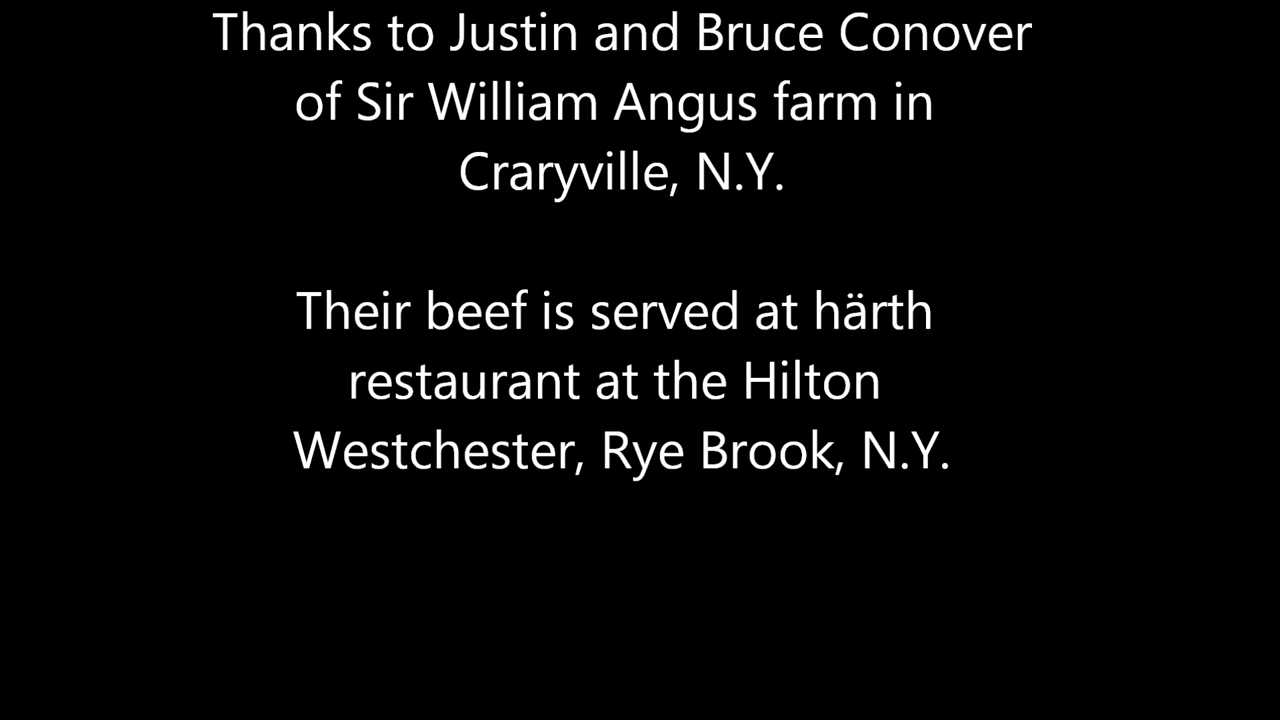 Thanks to Justin and Bruce Conover
of Sir William Angus farm in
Craryville, N.Y.
Their beef is served at härth
restaurant at the Hilton
Westchester, Rye Brook, N.Y.